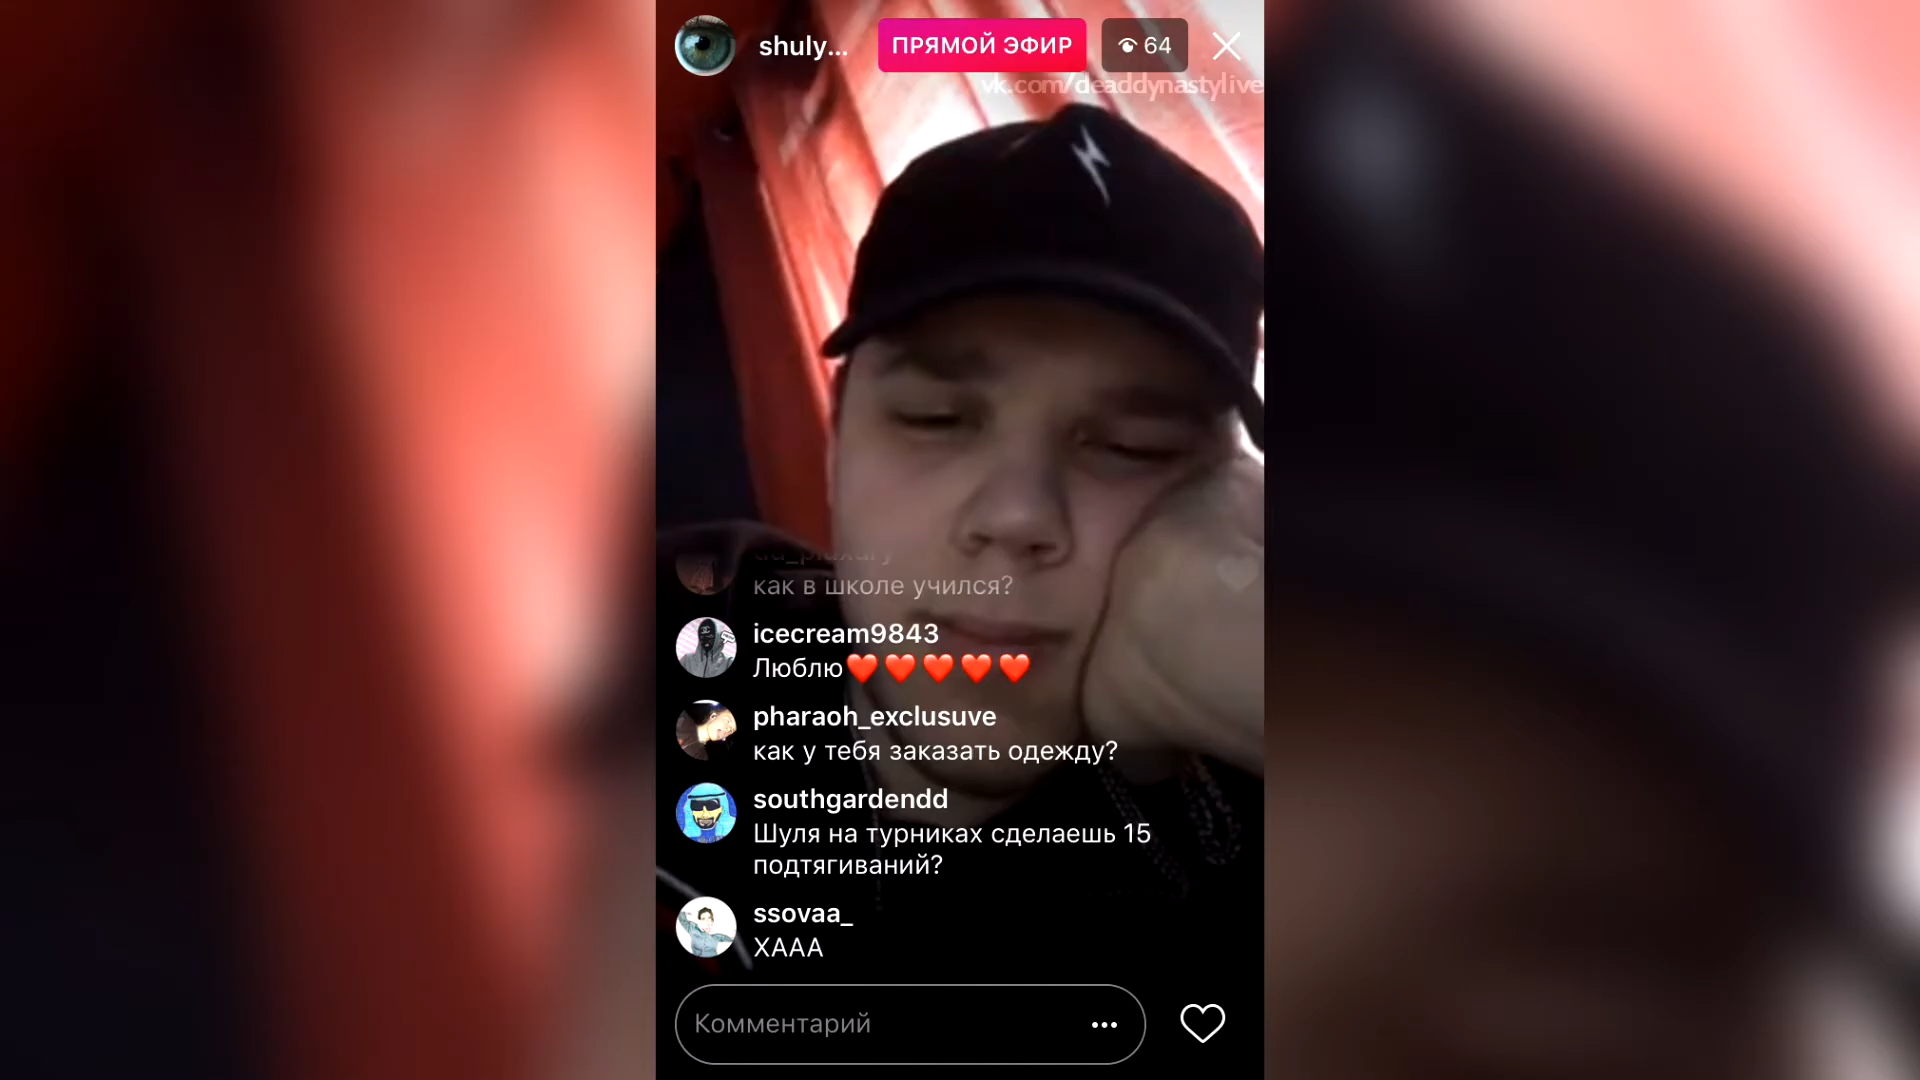 shuly...
ПРЯМОЙ ЭФИР
64
vk.com/deaddynastylive
как в школе учился?
icecream9843
Люблю❤️❤️❤️❤️❤️
pharaoh_exclusuve
как у тебя заказать одежду?
southgardendd
Шуля на турниках сделаешь 15
подтягиваний?
ssovaa_
ХААА
Комментарий